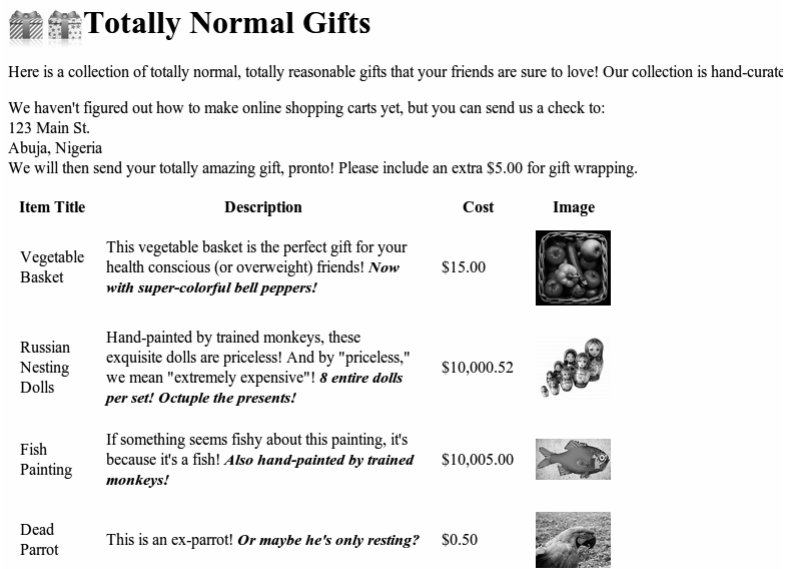 Totally Normal Gifts
Here is a collection of totally normal, totally reasonable gifts that your friends are sure to love! Our collection is hand-curate
We haven't figured out how to make online shopping carts yet, but you can send us a check to:
123 Main St.
Abuja, Nigeria
We will then send your totally amazing gift, pronto! Please include an extra $5.00 for gift wrapping.
Item Title Description Cost Image
Vegetable
Basket
This vegetable basket is the perfect gift for your
health conscious (or overweight) friends! Now
with super-colorful bell peppers!
$15.00
Russian
Nesting
Dolls
Hand-painted by trained monkeys, these
exquisite dolls are priceless! And by "priceless,"
we mean "extremely expensive"! 8 entire dolls
per set! Octuple the presents!
$10,000.52
Fish
Painting
If something seems fishy about this painting, it's
because it's a fish! Also hand-painted by trained
monkeys!
$10,005.00
Dead
Parrot
This is an ex-parrot! Or maybe he's only resting?
$0.50